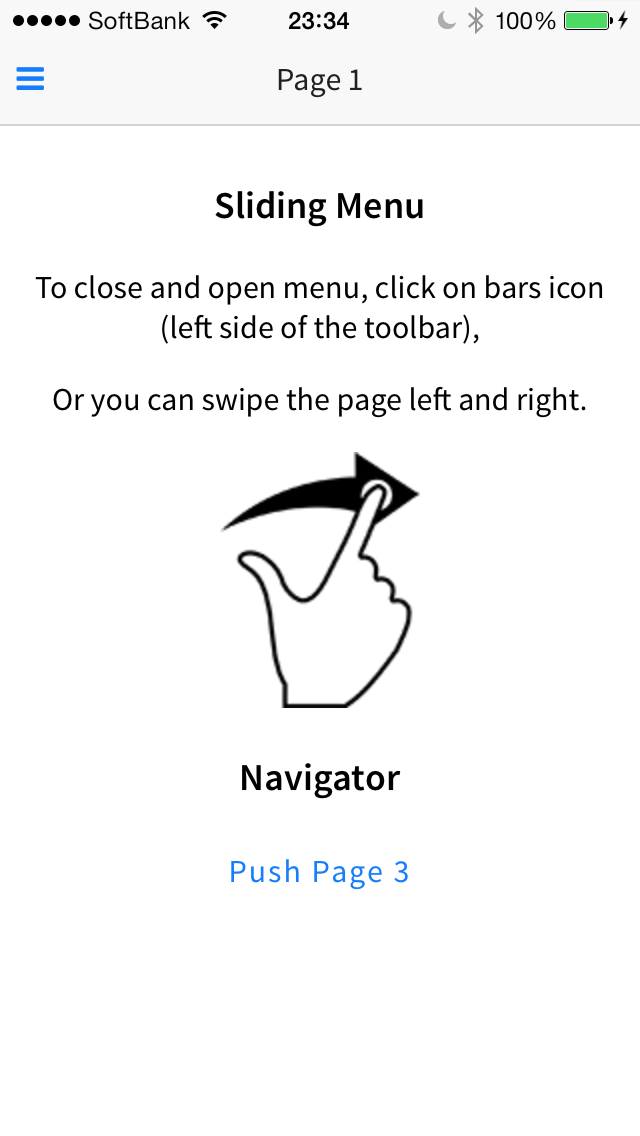 SoftBank 23:34 100%
Page 1
Sliding Menu
To close and open menu, click on bars icon
(left side of the toolbar),
Or you can swipe the page left and right.
Navigator
Push Page 3